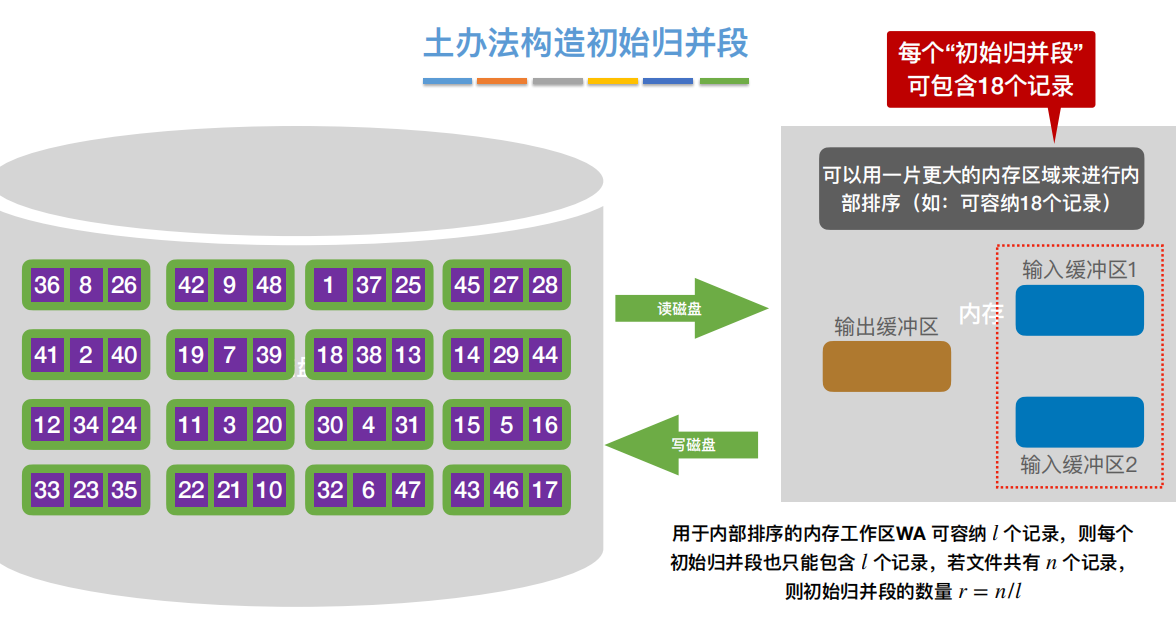 土办法构造初始归并段
每个“初始归并段”
可包含18个记录
可以用一片更大的内存区域来进行内
部排序（如：可容纳18个记录）
36 8 26 42 9 48 1 37 25 45 27 28
41 2 40 19 7 39 18 38 13 14 29 44
12 34 24 11 3 20 30 4 31 15 5 16
33 23 35 22 21 10 32 6 47 43 46 17
读磁盘
写磁盘
输入缓冲区1
内存
输出缓冲区
输入缓冲区2
用于内部排序的内存工作区WA 可容纳 l 个记录，则每个
初始归并段也只能包含 l 个记录，若文件共有 n 个记录，
则初始归并段的数量 r = n/l